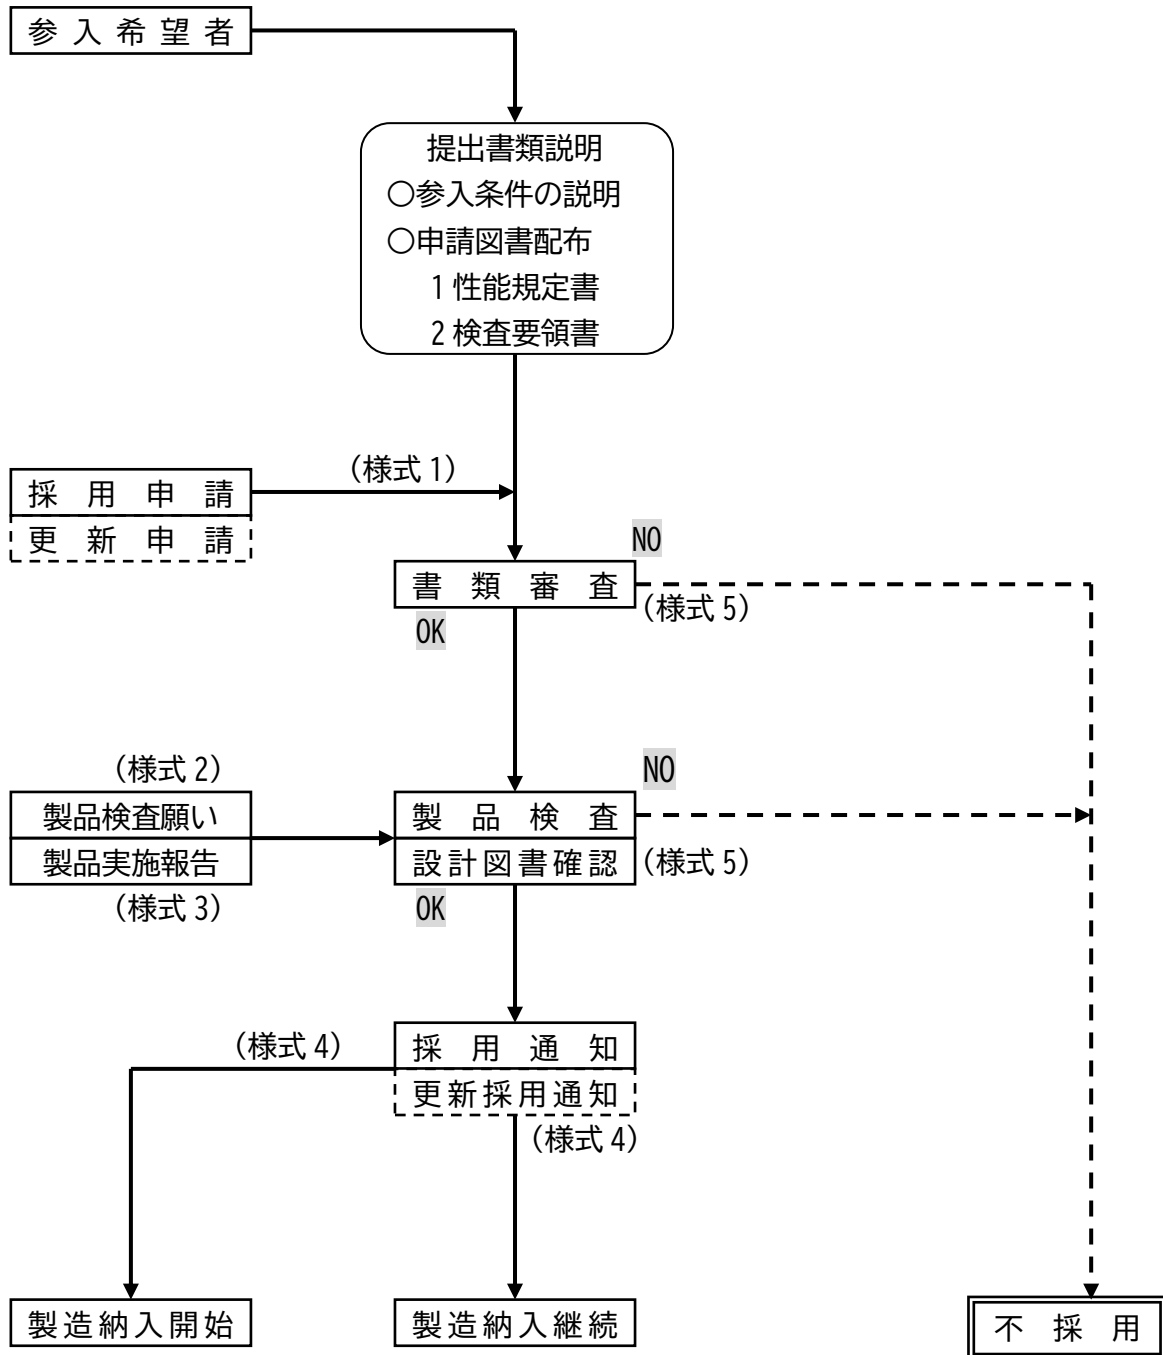 参入希望者
提出書類説明
○参入条件の説明
○申請図書配布
1 性能規定書
2 検査要領書
（様式 1）
採用申請
更新申請
NO
書類審査
（様式 5）
OK
（様式 2）
NO
製品検査願い
製品検査
製品実施報告
設計図書確認
（様式 5）
（様式 3）
OK
（様式 4）
採用通知
更新採用通知
（様式 4）
製造納入開始
製造納入継続
不採用